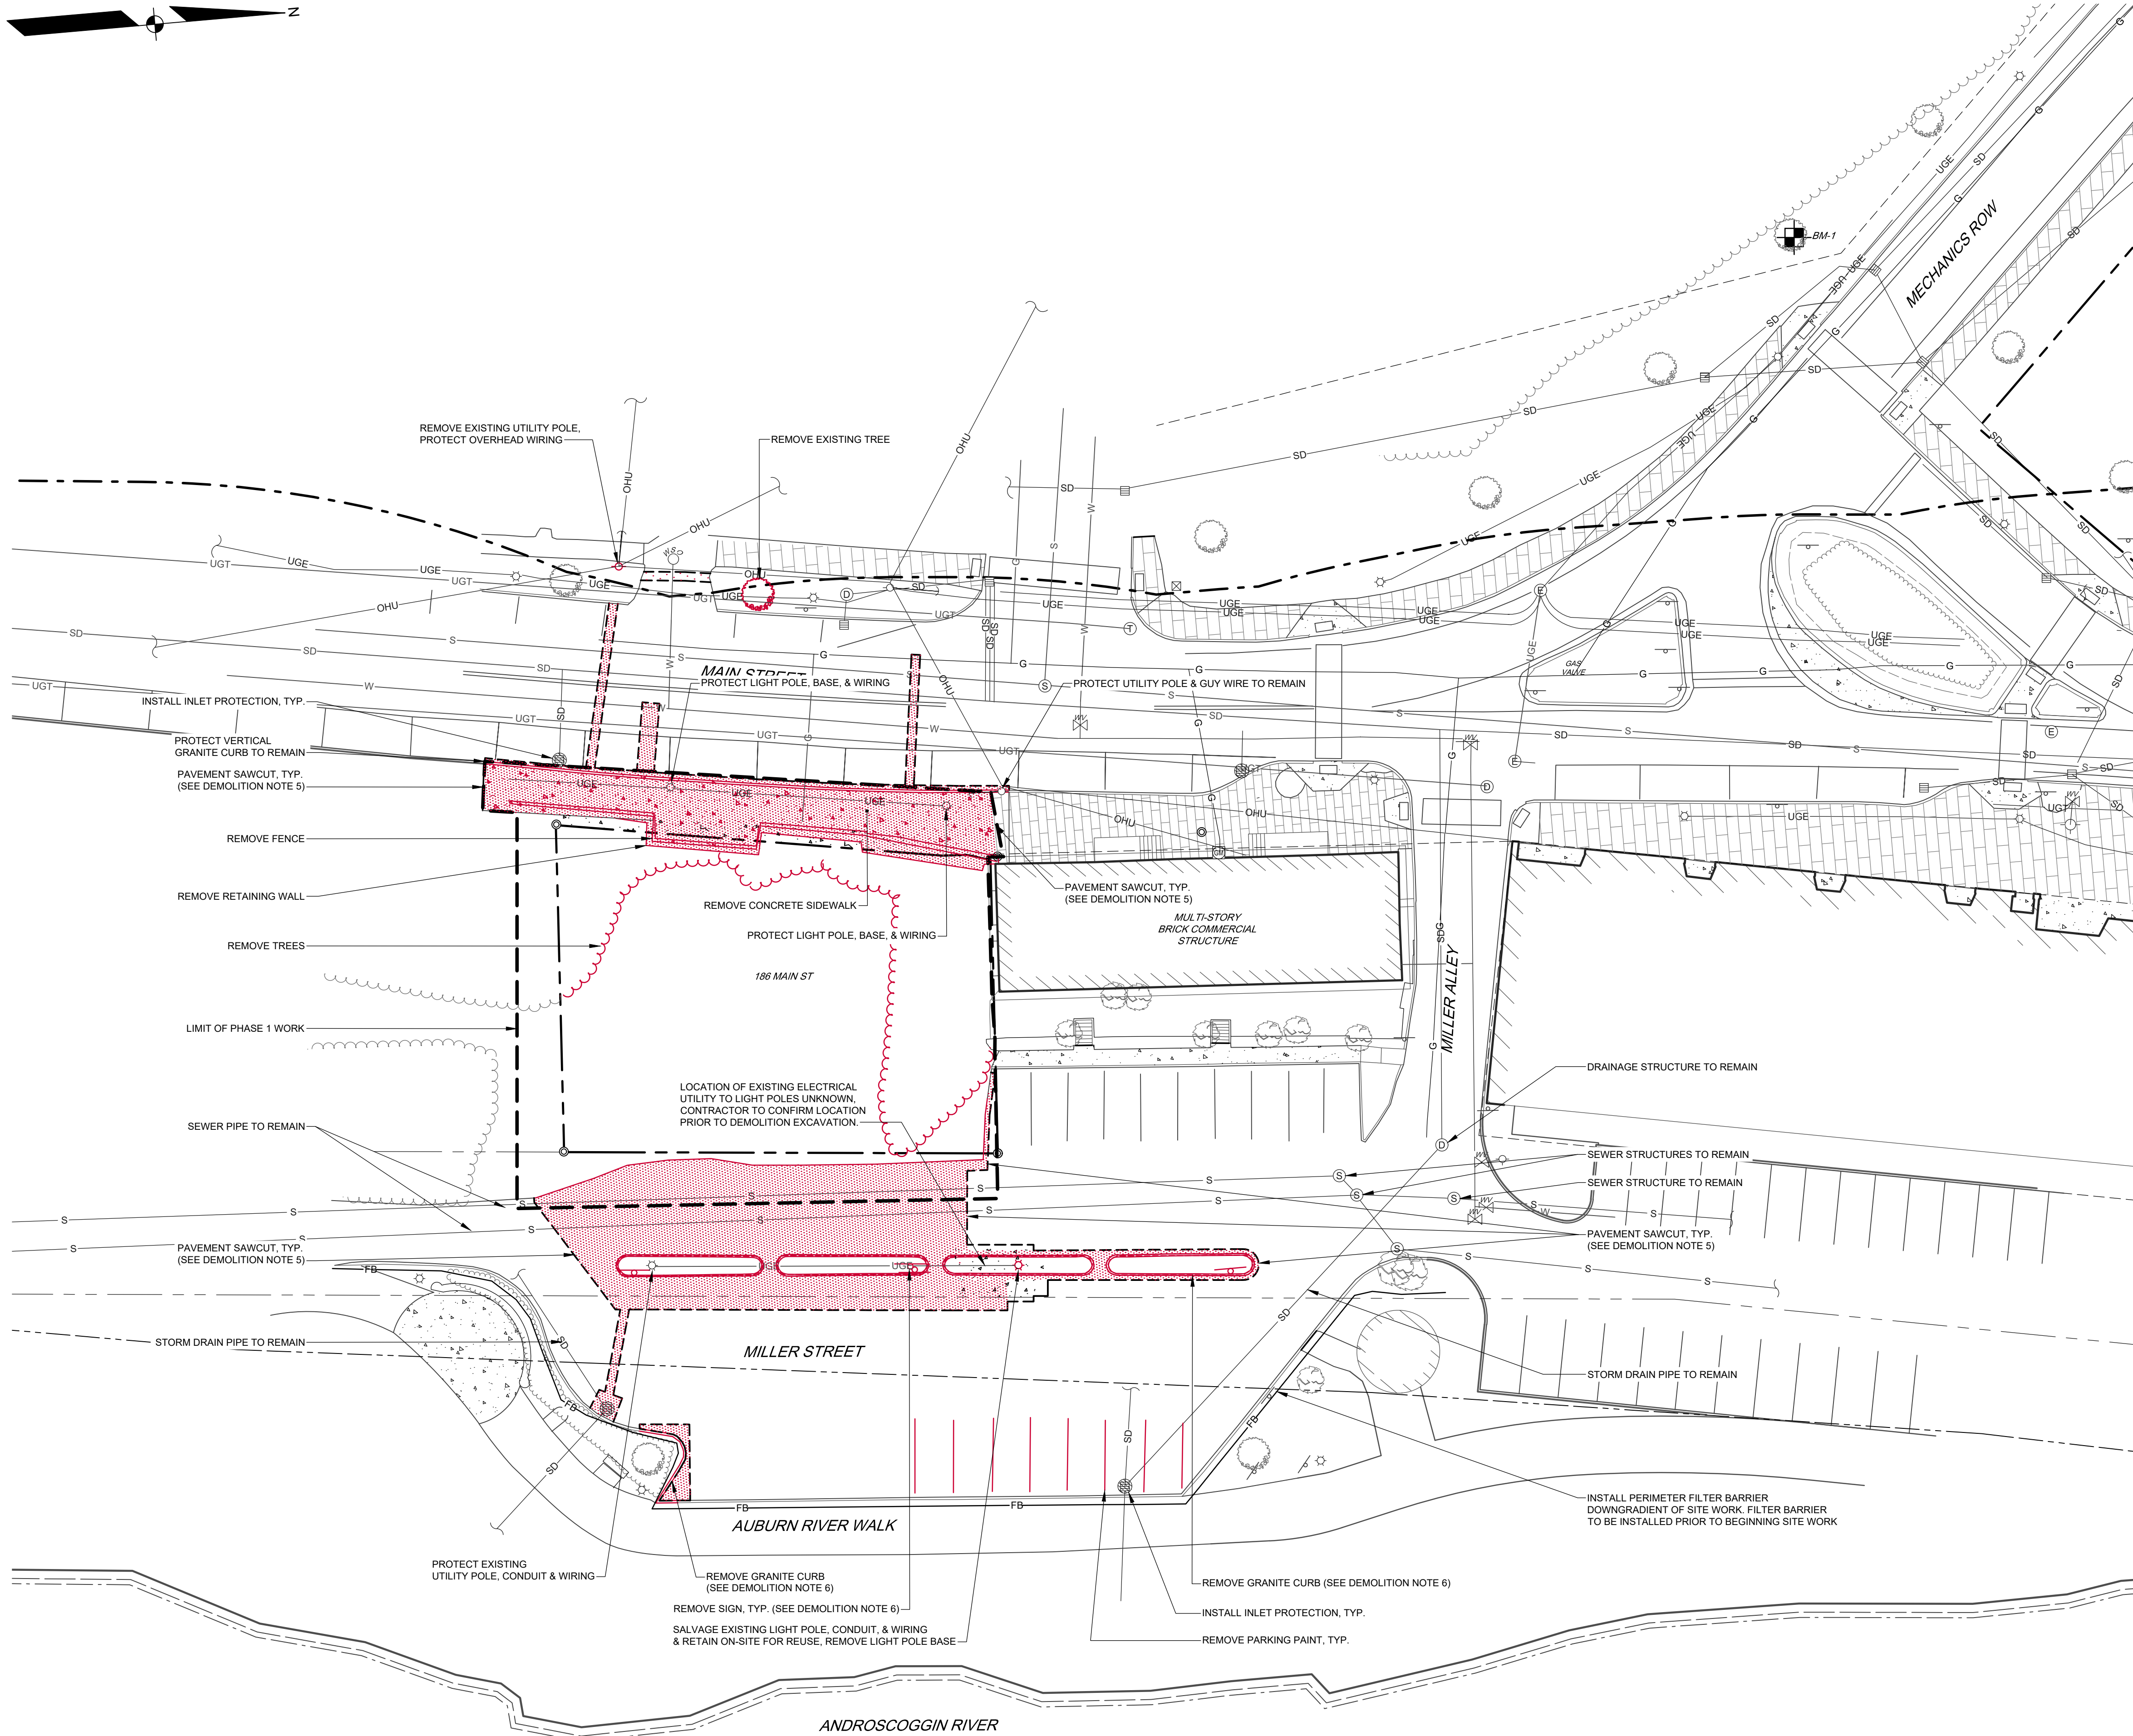 N
BM-1
MECHANICS ROW
REMOVE EXISTING UTILITY POLE,
PROTECT OVERHEAD WIRING
REMOVE EXISTING TREE
MAIN STREET
PROTECT LIGHT POLE, BASE, & WIRING
PROTECT UTILITY POLE & GUY WIRE TO REMAIN
GAS
VALVE
INSTALL INLET PROTECTION, TYP.
PROTECT VERTICAL
GRANITE CURB TO REMAIN
PAVEMENT SAWCUT, TYP.
(SEE DEMOLITION NOTE 5)
REMOVE FENCE
REMOVE RETAINING WALL
REMOVE CONCRETE SIDEWALK
PROTECT LIGHT POLE, BASE, & WIRING
PAVEMENT SAWCUT, TYP.
(SEE DEMOLITION NOTE 5)
MULTI-STORY
BRICK COMMERCIAL
STRUCTURE
REMOVE TREES
186 MAIN ST
MILLER ALLEY
LIMIT OF PHASE 1 WORK
LOCATION OF EXISTING ELECTRICAL
UTILITY TO LIGHT POLES UNKNOWN,
CONTRACTOR TO CONFIRM LOCATION
PRIOR TO DEMOLITION EXCAVATION.
DRAINAGE STRUCTURE TO REMAIN
SEWER PIPE TO REMAIN
SEWER STRUCTURES TO REMAIN
SEWER STRUCTURE TO REMAIN
PAVEMENT SAWCUT, TYP.
(SEE DEMOLITION NOTE 5)
PAVEMENT SAWCUT, TYP.
(SEE DEMOLITION NOTE 5)
STORM DRAIN PIPE TO REMAIN
MILLER STREET
STORM DRAIN PIPE TO REMAIN
AUBURN RIVER WALK
INSTALL PERIMETER FILTER BARRIER
DOWNGRADIENT OF SITE WORK. FILTER BARRIER
TO BE INSTALLED PRIOR TO BEGINNING SITE WORK
PROTECT EXISTING
UTILITY POLE, CONDUIT & WIRING
REMOVE GRANITE CURB
(SEE DEMOLITION NOTE 6)
REMOVE SIGN, TYP. (SEE DEMOLITION NOTE 6)
SALVAGE EXISTING LIGHT POLE, CONDUIT, & WIRING
& RETAIN ON-SITE FOR REUSE, REMOVE LIGHT POLE BASE
REMOVE GRANITE CURB (SEE DEMOLITION NOTE 6)
INSTALL INLET PROTECTION, TYP.
REMOVE PARKING PAINT, TYP.
ANDROSCOGGIN RIVER